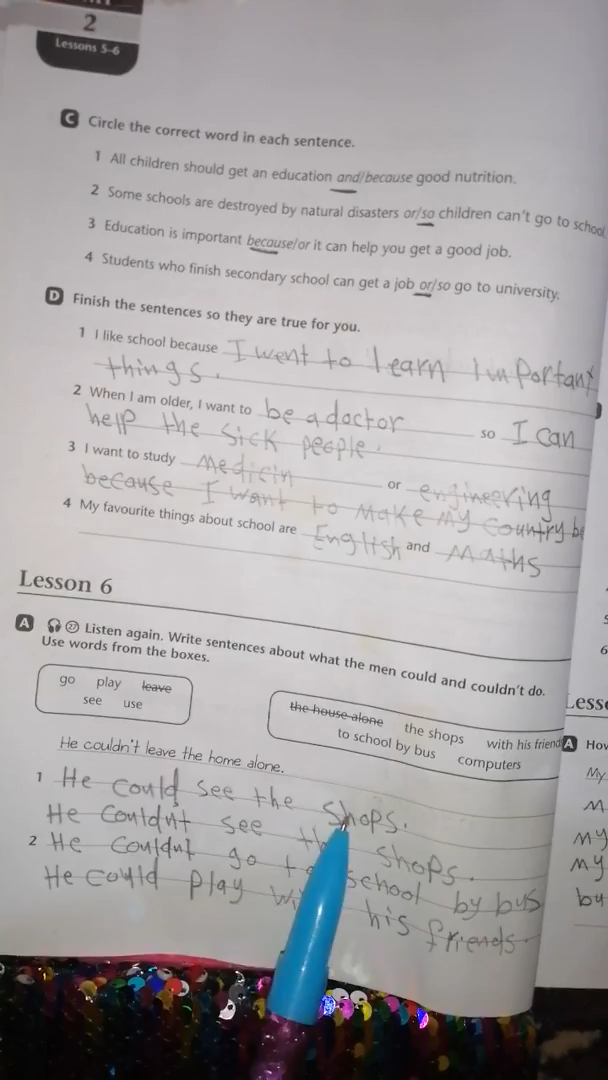 2
Lessons 5-6
C Circle the correct word in each sentence.
1 All children should get an education and/because good nutrition.
2 Some schools are destroyed by natural disasters or/so children can't go to school
3 Education is important because/or it can help you get a good job.
4 Students who finish secondary school can get a job or/so go to university.
D Finish the sentences so they are true for you.
1 I like school because I went to learn Important
things.
2 When I am older, I want to be a doctor so I can
help the sick people.
3 I want to study medicin or engineering
because I want to make my country be
4 My favourite things about school are English and Maths
Lesson 6
A 27 Listen again. Write sentences about what the men could and couldn't do.
Use words from the boxes.
go play leave
see use
the house alone the shops with his friend
to school by bus computers
He couldn't leave the home alone.
1 He could see the shops.
He couldnt see shops.
2 He couldnt go school by bus
He could play his friends.
Less
A How
My
M
my
my
by